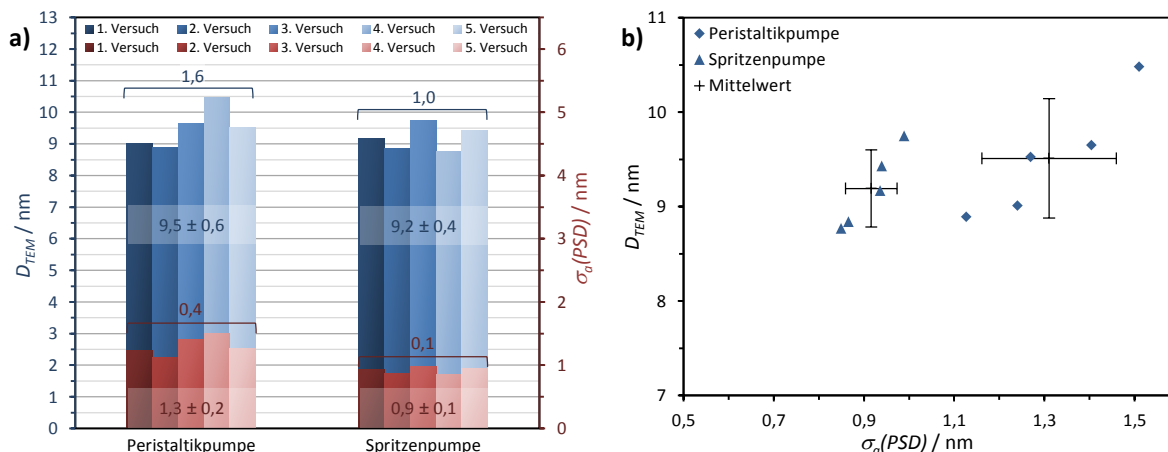 a)
1. Versuch 2. Versuch 3. Versuch 4. Versuch 5. Versuch
1. Versuch 2. Versuch 3. Versuch 4. Versuch 5. Versuch
13
12
11
10
9
8
7
6
5
4
3
2
1
0
D_TEM / nm
6
5
4
3
2
1
0
σ_a(PSD) / nm
1,6
1,0
9,5 ± 0,6
9,2 ± 0,4
0,4
0,1
1,3 ± 0,2
0,9 ± 0,1
Peristaltikpumpe Spritzenpumpe
b)
Peristaltikpumpe
Spritzenpumpe
Mittelwert
11
10
9
8
7
D_TEM / nm
0,5 0,7 0,9 1,1 1,3 1,5
σ_a(PSD) / nm